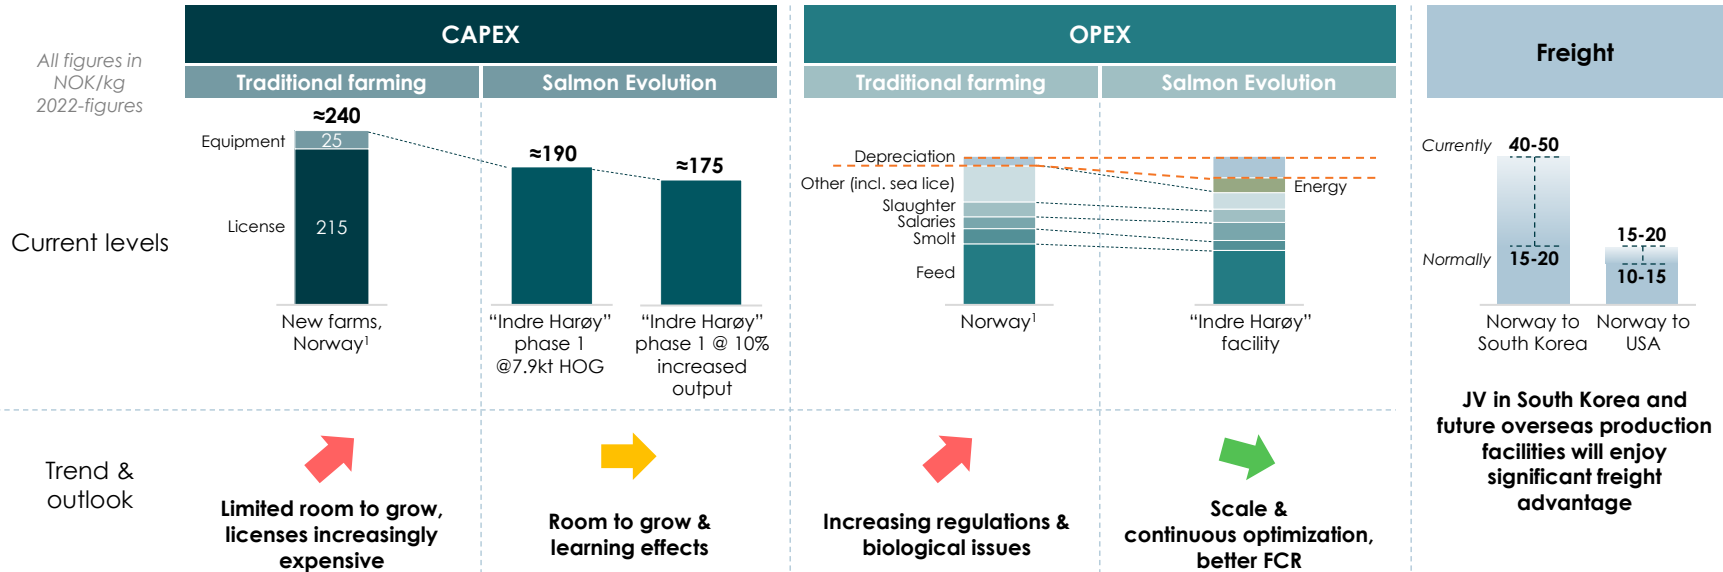 All figures in
NOK/kg
2022-figures
CAPEX
Traditional farming
Salmon Evolution
≈240
Equipment
25
License
215
≈190
≈175
New farms,
Norway1
"Indre Harøy"
phase 1
@7.9kt HOG
"Indre Harøy"
phase 1 @ 10%
increased
output
OPEX
Traditional farming
Salmon Evolution
Depreciation
Other (incl. sea lice)
Slaughter
Salaries
Smolt
Feed
Energy
Norway1
"Indre Harøy"
facility
Freight
Currently
40-50
Normally
15-20
15-20
10-15
Norway to
South Korea
Norway to
USA
JV in South Korea and
future overseas production
facilities will enjoy
significant freight
advantage
Current levels
Trend &
outlook
Limited room to grow,
licenses increasingly
expensive
Room to grow &
learning effects
Increasing regulations &
biological issues
Scale &
continuous optimization,
better FCR